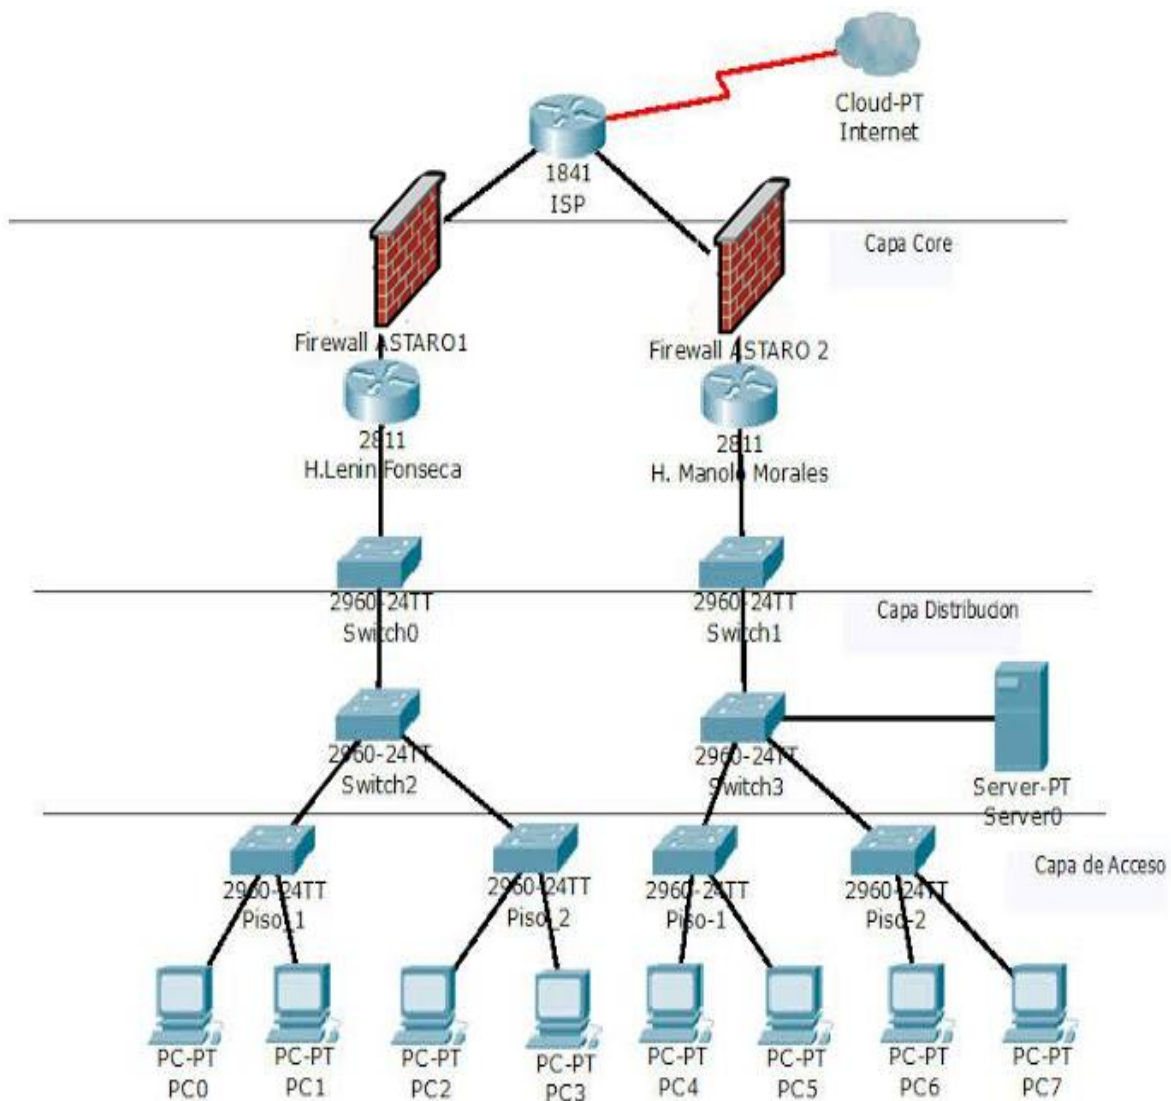 Cloud-PT
Internet
1841
ISP
Capa Core
Firewall ASTARO1
Firewall ASTARO 2
2811
H.Lenin Fonseca
2811
H. Manolo Morales
2960-24TT
Switch0
2960-24TT
Switch1
Capa Distribucion
2960-24TT
Switch2
2960-24TT
Switch3
Server-PT
Server0
Capa de Acceso
2960-24TT
Piso_1
2960-24TT
Piso_2
2960-24TT
Piso-1
2960-24TT
Piso-2
PC-PT
PC0
PC-PT
PC1
PC-PT
PC2
PC-PT
PC3
PC-PT
PC4
PC-PT
PC5
PC-PT
PC6
PC-PT
PC7